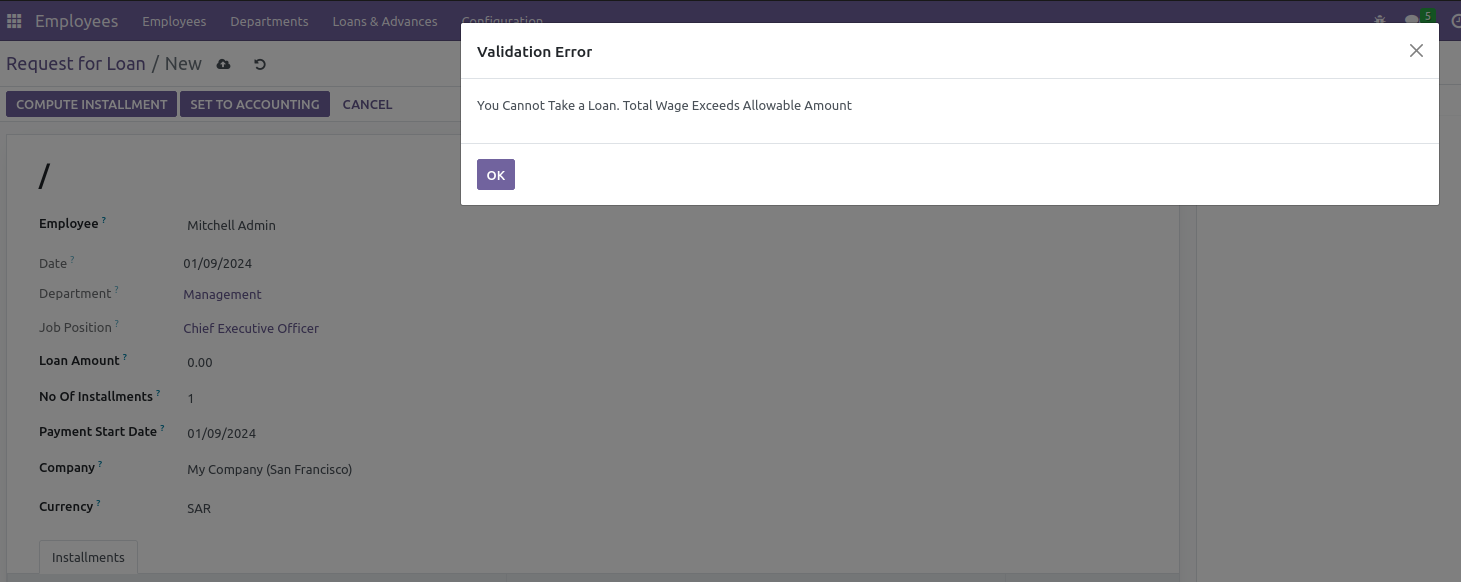 Employees Employees Departments Loans & Advances Configuration 5
Validation Error
Request for Loan / New
You Cannot Take a Loan. Total Wage Exceeds Allowable Amount
COMPUTE INSTALLMENT SET TO ACCOUNTING CANCEL
OK
/
Employee ? Mitchell Admin
Date ? 01/09/2024
Department ? Management
Job Position ? Chief Executive Officer
Loan Amount ? 0.00
No Of Installments ? 1
Payment Start Date ? 01/09/2024
Company ? My Company (San Francisco)
Currency ? SAR
Installments